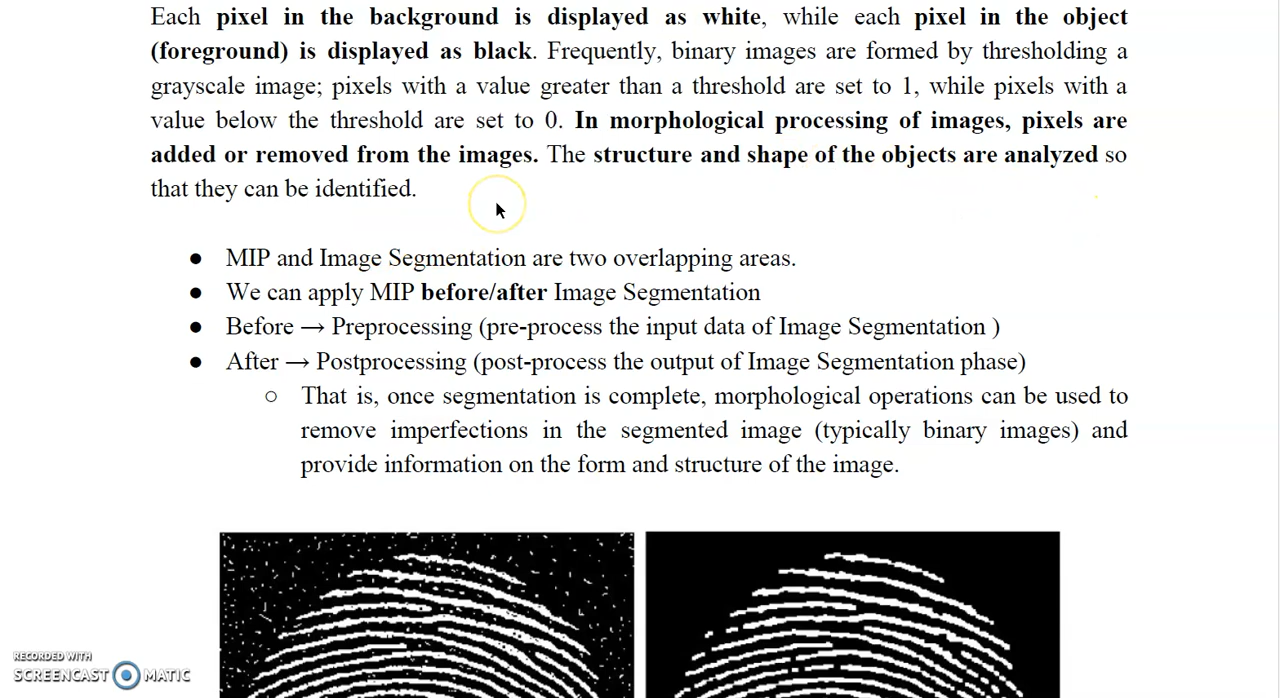 Each pixel in the background is displayed as white, while each pixel in the object
(foreground) is displayed as black. Frequently, binary images are formed by thresholding a
grayscale image; pixels with a value greater than a threshold are set to 1, while pixels with a
value below the threshold are set to 0. In morphological processing of images, pixels are
added or removed from the images. The structure and shape of the objects are analyzed so
that they can be identified.
● MIP and Image Segmentation are two overlapping areas.
● We can apply MIP before/after Image Segmentation
● Before → Preprocessing (pre-process the input data of Image Segmentation )
● After → Postprocessing (post-process the output of Image Segmentation phase)
○ That is, once segmentation is complete, morphological operations can be used to
remove imperfections in the segmented image (typically binary images) and
provide information on the form and structure of the image.
RECORDED WITH
SCREENCAST MATIC